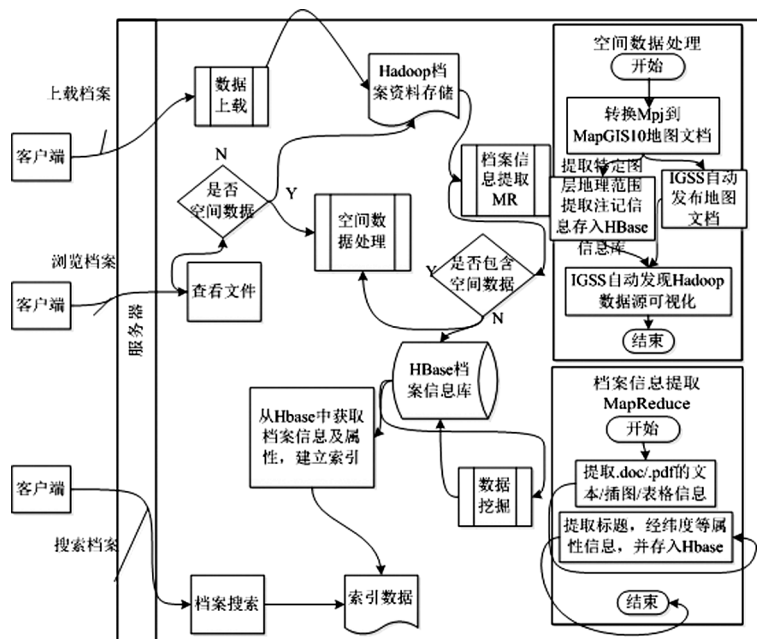 上载档案
客户端
浏览档案
客户端
客户端
搜索档案
服务器
数据
上载
Hadoop档
案资料存储
N
是否
空间数据
Y
空间数
据处理
档案信
息提取
MR
查看文件
Y
是否包含
空间数据
N
HBase档
案信息库
从Hbase中获取
档案信息及属
性，建立索引
数据
挖掘
档案搜索
索引数据
空间数据处理
开始
转换Mpj到
MapGIS10地图文档
提取特定图
层地理范围
提取注记信
息存入HBase
信息库
IGSS自动
发布地图
文档
IGSS自动发现Hadoop
数据源可视化
结束
档案信息提取
MapReduce
开始
提取.doc/.pdf的文
本/插图/表格信息
提取标题，经纬度等属
性信息，并存入Hbase
结束